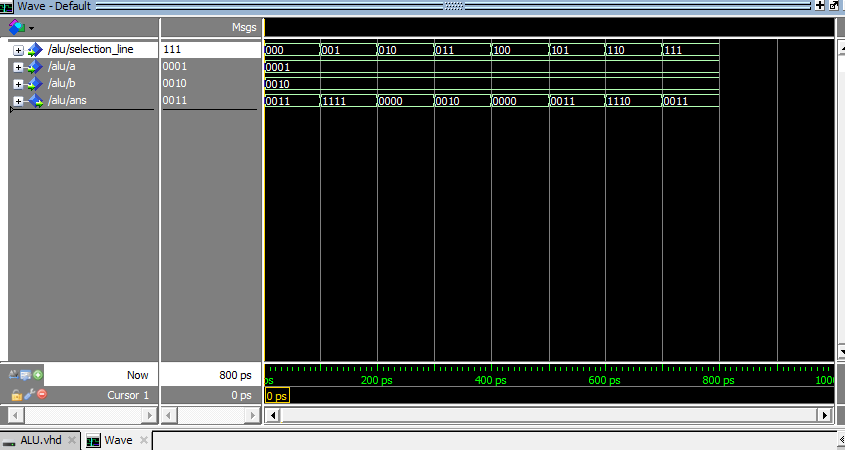 Wave - Default
Msgs
/alu/selection_line 111 000 001 010 011 100 101 110 111
/alu/a 0001 0001
/alu/b 0010 0010
/alu/ans 0011 0011 1111 0000 0010 0000 0011 1110 0011
Now 800 ps ps 200 ps 400 ps 600 ps 800 ps 1000
Cursor 1 0 ps 0 ps
ALU.vhd Wave